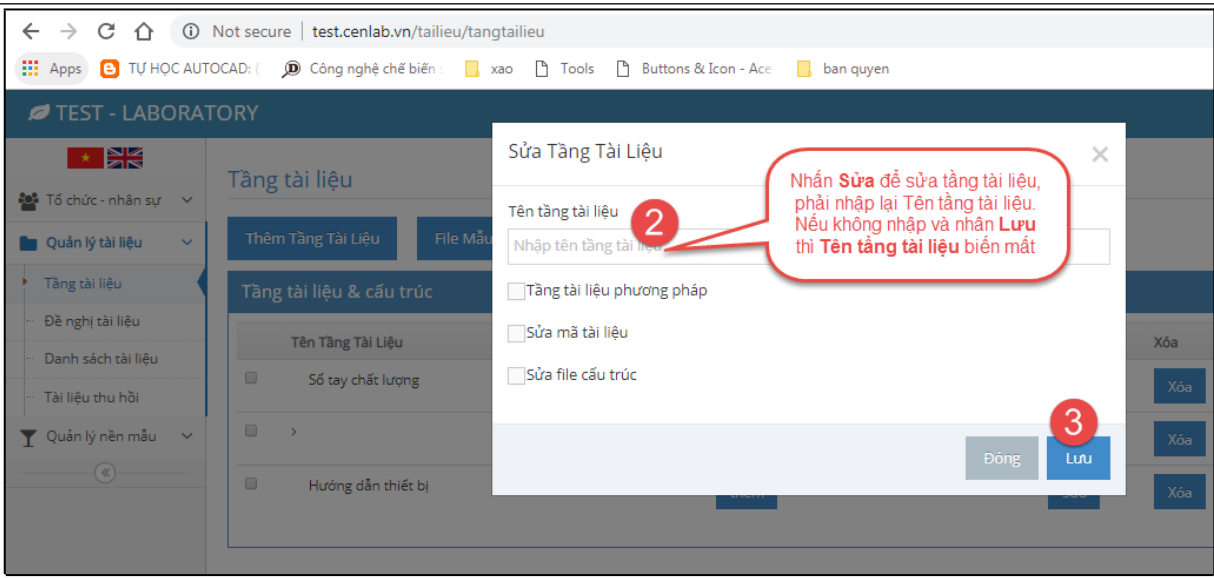 Not secure | test.cenlab.vn/tailieu/tangtailieu
Apps TỰ HỌC AUTOCAD: ( Công nghệ chế biến xao Tools Buttons & Icon - Ace ban quyen
TEST - LABORATORY
Sửa Tầng Tài Liệu ×
Nhấn Sửa để sửa tầng tài liệu,
phải nhập lại Tên tầng tài liệu.
Nếu không nhập và nhấn Lưu
thì Tên tầng tài liệu biến mất
Tầng tài liệu
Tổ chức - nhân sự
Tên tầng tài liệu
2
Quản lý tài liệu
Thêm Tầng Tài Liệu File Mẫu
Nhập tên tầng tài liệu
Tầng tài liệu
Tầng tài liệu & cấu trúc
Tầng tài liệu phương pháp
Đề nghị tài liệu
Sửa mã tài liệu
Tên Tầng Tài Liệu Xóa
Danh sách tài liệu
Sổ tay chất lượng
Sửa file cấu trúc
Xóa
Tài liệu thu hồi
3
Quản lý nền mẫu
>
Đóng Lưu
Xóa
Hướng dẫn thiết bị
Xóa